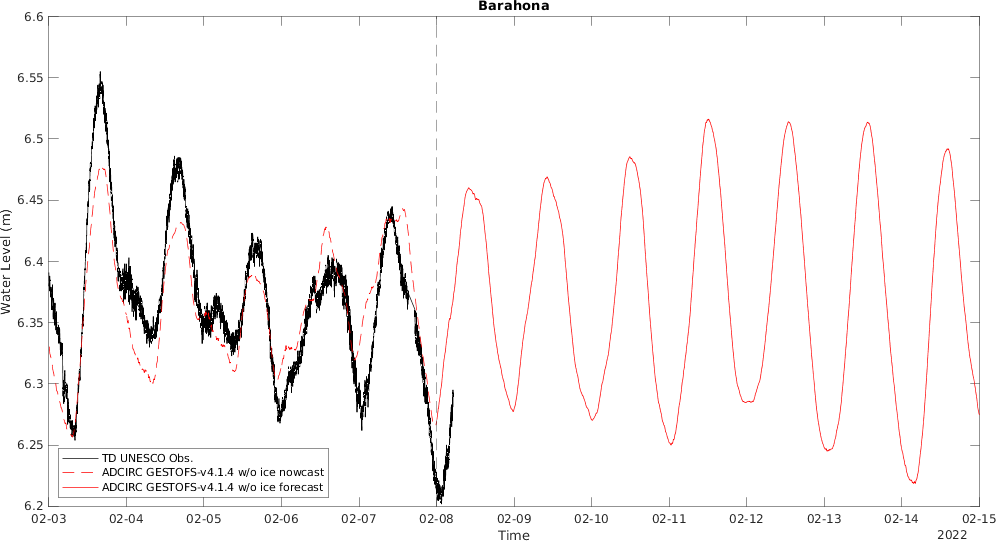 Barahona
6.6
6.55
6.5
6.45
6.4
6.35
6.3
6.25
6.2
Water Level (m)
TD UNESCO Obs.
ADCIRC GESTOFS-v4.1.4 w/o ice nowcast
ADCIRC GESTOFS-v4.1.4 w/o ice forecast
02-03 02-04 02-05 02-06 02-07 02-08 02-09 02-10 02-11 02-12 02-13 02-14 02-15
Time
2022